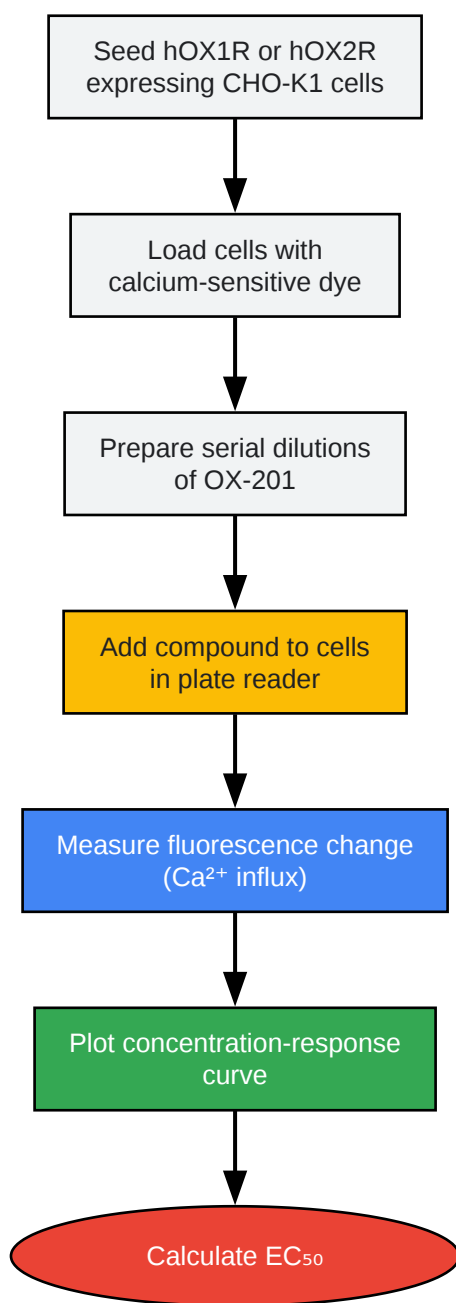 Seed hOX1R or hOX2R
expressing CHO-K1 cells
Load cells with
calcium-sensitive dye
Prepare serial dilutions
of OX-201
Add compound to cells
in plate reader
Measure fluorescence change
(Ca²⁺ influx)
Plot concentration-response
curve
Calculate EC₅₀